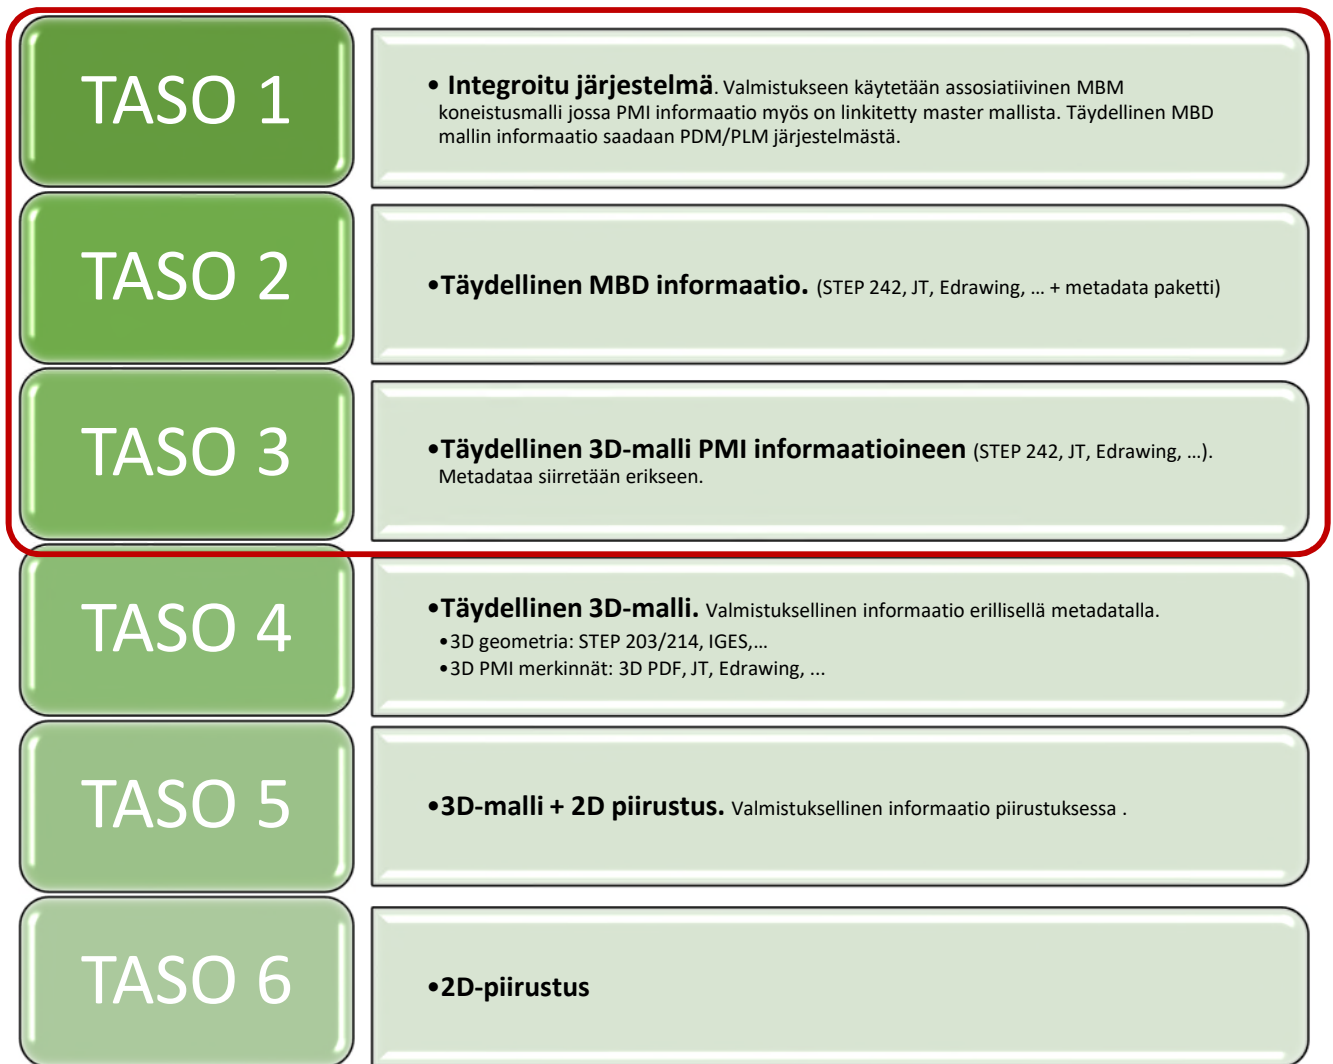 TASO 1
• Integroitu järjestelmä. Valmistukseen käytetään assosiatiivinen MBM
koneistusmalli jossa PMI informaatio myös on linkitetty master mallista. Täydellinen MBD
mallin informaatio saadaan PDM/PLM järjestelmästä.
TASO 2
•Täydellinen MBD informaatio. (STEP 242, JT, Edrawing, … + metadata paketti)
TASO 3
•Täydellinen 3D-malli PMI informaatioineen (STEP 242, JT, Edrawing, …).
Metadataa siirretään erikseen.
TASO 4
•Täydellinen 3D-malli. Valmistuksellinen informaatio erillisellä metadatalla.
•3D geometria: STEP 203/214, IGES,…
•3D PMI merkinnät: 3D PDF, JT, Edrawing, ...
TASO 5
•3D-malli + 2D piirustus. Valmistuksellinen informaatio piirustuksessa .
TASO 6
•2D-piirustus